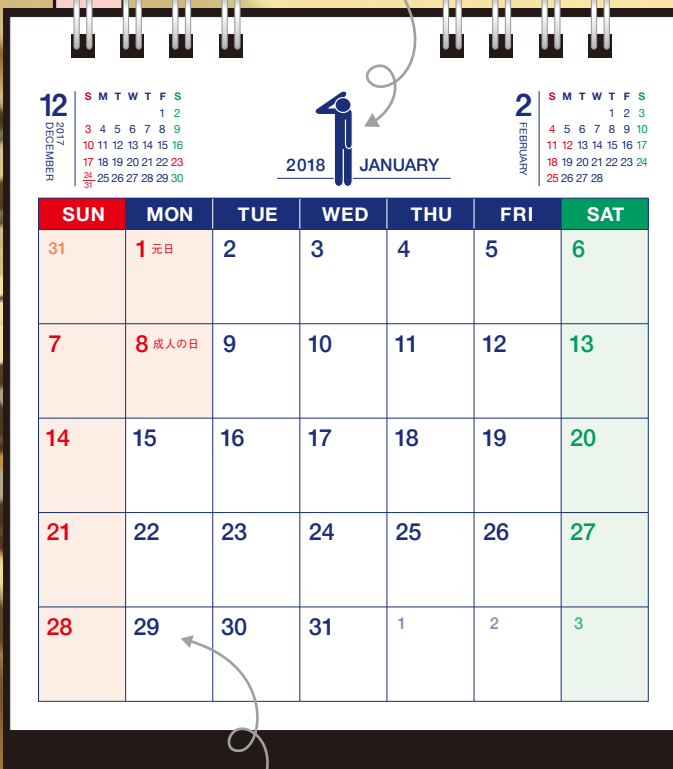 12
2017
DECEMBER
S M T W T F S
1 2
3 4 5 6 7 8 9
10 11 12 13 14 15 16
17 18 19 20 21 22 23
24/31 25 26 27 28 29 30
2018 1 JANUARY
2
FEBRUARY
S M T W T F S
1 2 3
4 5 6 7 8 9 10
11 12 13 14 15 16 17
18 19 20 21 22 23 24
25 26 27 28
SUN MON TUE WED THU FRI SAT
31 1 元日 2 3 4 5 6
7 8 成人の日 9 10 11 12 13
14 15 16 17 18 19 20
21 22 23 24 25 26 27
28 29 30 31 1 2 3